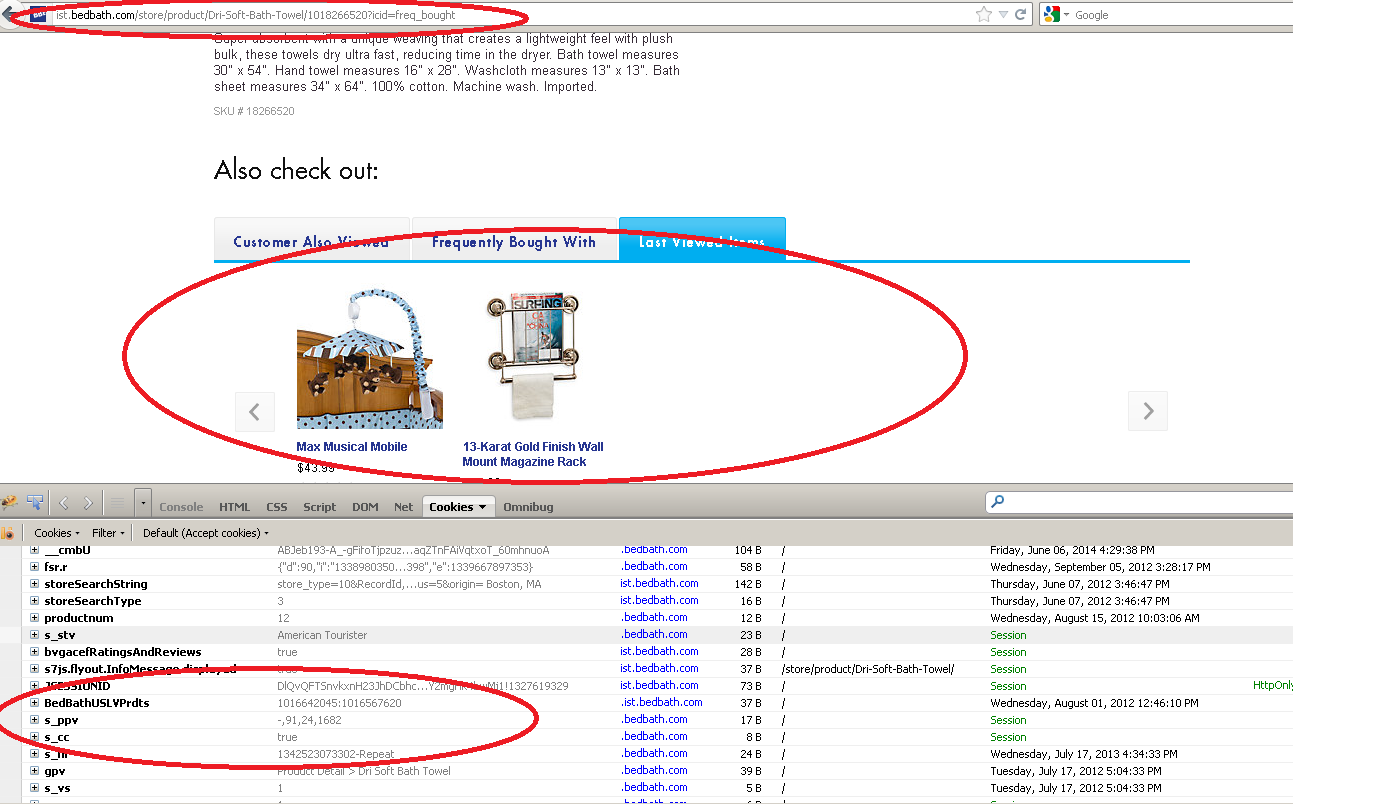 ist.bedbath.com/store/product/Dri-Soft-Bath-Towel/1018266520?icid=freq_bought
Google
Super absorbent with a unique weaving that creates a lightweight feel with plush
bulk, these towels dry ultra fast, reducing time in the dryer. Bath towel measures
30" x 54". Hand towel measures 16" x 28". Washcloth measures 13" x 13". Bath
sheet measures 34" x 64". 100% cotton. Machine wash. Imported.
SKU # 18266520
Also check out:
Customer Also Viewed Frequently Bought With Last Viewed Items
SURFING
Max Musical Mobile
13-Karat Gold Finish Wall
Mount Magazine Rack
$43.99
Console HTML CSS Script DOM Net Cookies Omnibug
Cookies Filter Default (Accept cookies)
__cmbU .bedbath.com 104 B / Friday, June 06, 2014 4:29:38 PM
fsr.r {"d":90,"i":"1338980350...398","e":1339667897353} .bedbath.com 58 B / Wednesday, September 05, 2012 3:28:17 PM
storeSearchString store_type=10&RecordId,...us=5&origin= Boston, MA ist.bedbath.com 142 B / Thursday, June 07, 2012 3:46:47 PM
storeSearchType 3 ist.bedbath.com 16 B / Thursday, June 07, 2012 3:46:47 PM
productnum 12 .bedbath.com 12 B / Wednesday, August 15, 2012 10:03:06 AM
s_stv American Tourister .bedbath.com 23 B / Session
bvgacefRatingsAndReviews true ist.bedbath.com 28 B / Session
s7js.flyout.InfoMessage.displayed true ist.bedbath.com 37 B /store/product/Dri-Soft-Bath-Towel/ Session
JSESSIONID ist.bedbath.com 73 B / Session HttpOnly
BedBathUSLVPrdts 1016642045:1016567620 .ist.bedbath.com 37 B / Wednesday, August 01, 2012 12:46:10 PM
s_ppv -,91,24,1682 .bedbath.com 17 B / Session
s_cc true .bedbath.com 8 B / Session
1342523073302-Repeat .bedbath.com 24 B / Wednesday, July 17, 2013 4:34:33 PM
gpv Product Detail > Dri Soft Bath Towel .bedbath.com 39 B / Tuesday, July 17, 2012 5:04:33 PM
s_vs 1 .bedbath.com 5 B / Tuesday, July 17, 2012 5:04:33 PM